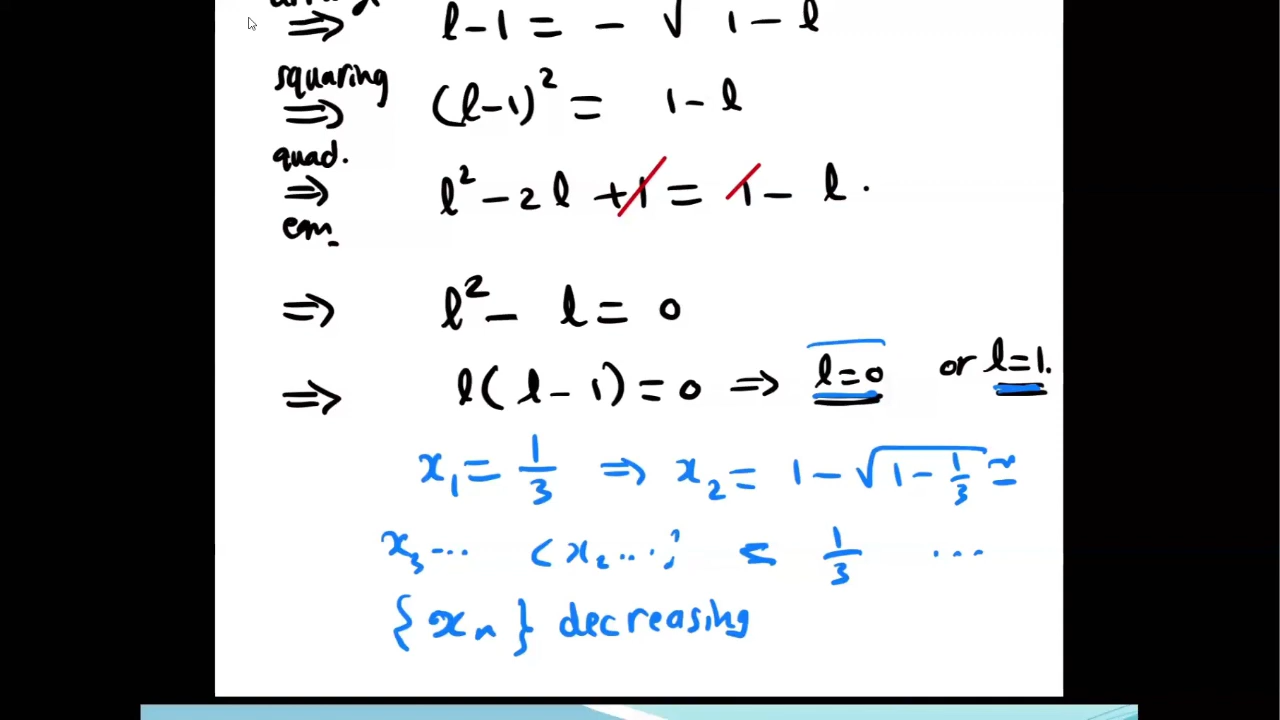 ⇒ l-1 = - √ 1 - l
squaring
⇒ (l-1)² = 1 - l
quad.
⇒ l² - 2l + 1 = 1 - l .
eqn.
⇒ l² - l = 0
⇒ l(l-1) = 0 ⇒ l=0 or l=1.
x₁ = 1/3 ⇒ x₂ = 1 - √(1 - 1/3) ≃
x₃ ... < x₂ ... < 1/3 ...
{xₙ} decreasing